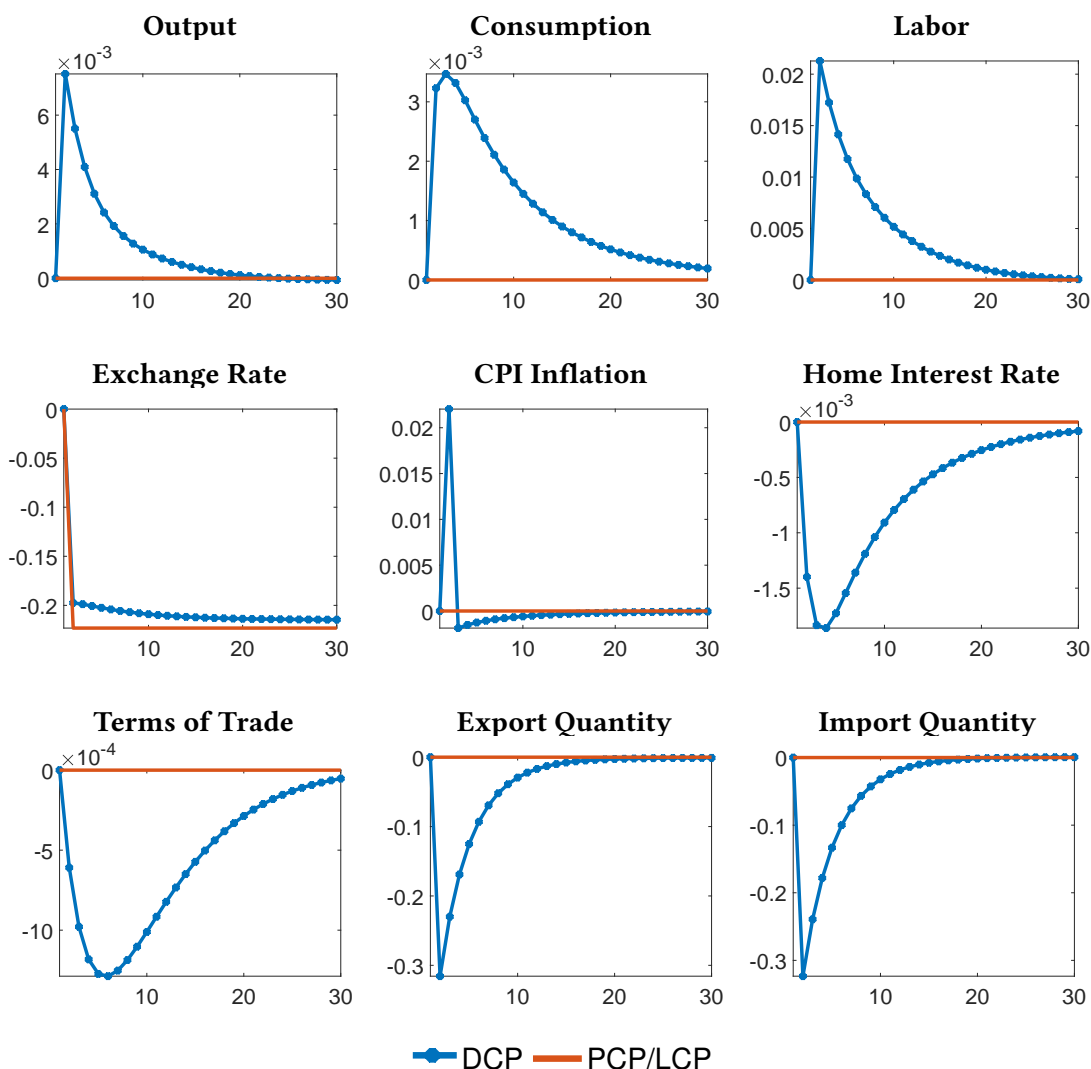 Output
×10⁻³
6
4
2
0
10 20 30
Consumption
×10⁻³
3
2
1
0
10 20 30
Labor
0.02
0.015
0.01
0.005
0
10 20 30
Exchange Rate
0
-0.05
-0.1
-0.15
-0.2
10 20 30
CPI Inflation
0.02
0.015
0.01
0.005
0
10 20 30
Home Interest Rate
×10⁻³
0
-0.5
-1
-1.5
10 20 30
Terms of Trade
×10⁻⁴
0
-5
-10
10 20 30
Export Quantity
0
-0.1
-0.2
-0.3
10 20 30
Import Quantity
0
-0.1
-0.2
-0.3
10 20 30
DCP PCP/LCP